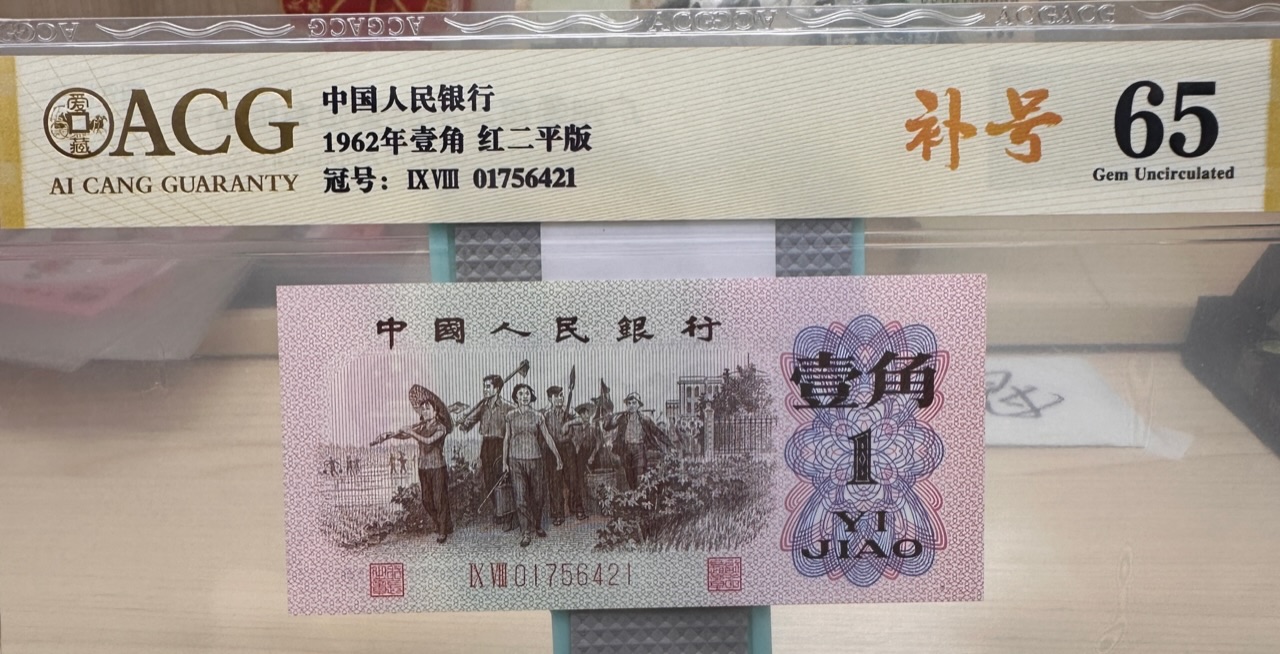 ACG
AI CANG GUARANTY
中国人民银行
1962年壹角 红二平版
冠号: ⅨⅧ 01756421
补号
65
Gem Uncirculated
中國人民銀行
壹角
1
YI
JIAO
ⅨⅧ 01756421